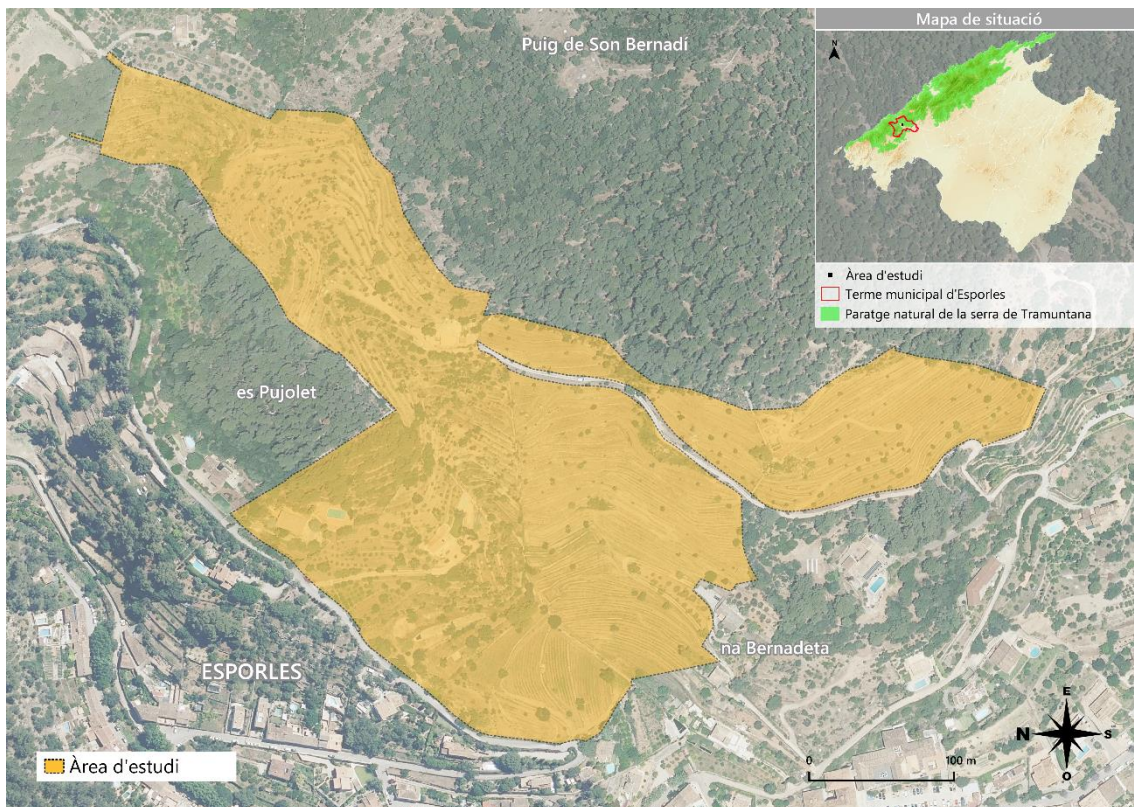 Mapa de situació
N
Àrea d'estudi
Terme municipal d'Esporles
Paratge natural de la serra de Tramuntana
Puig de Son Bernadí
es Pujolet
na Bernadeta
ESPORLES
Àrea d'estudi
0 100 m
E
N S
O